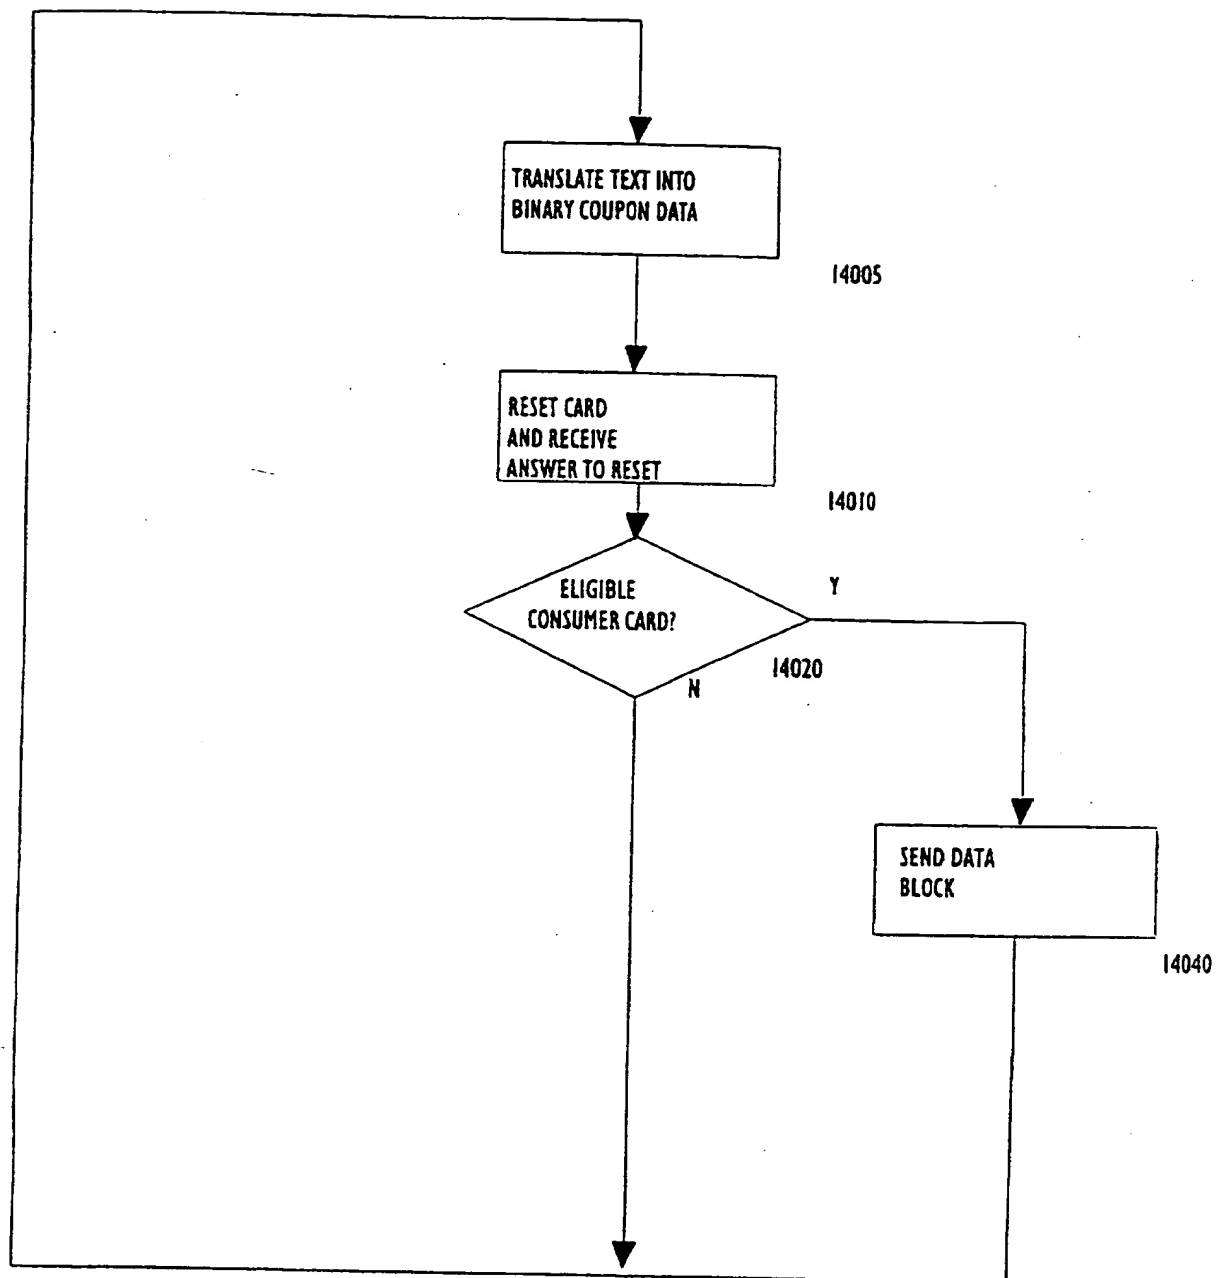 TRANSLATE TEXT INTO
BINARY COUPON DATA
14005
RESET CARD
AND RECEIVE
ANSWER TO RESET
14010
ELIGIBLE
CONSUMER CARD?
Y
14020
N
SEND DATA
BLOCK
14040